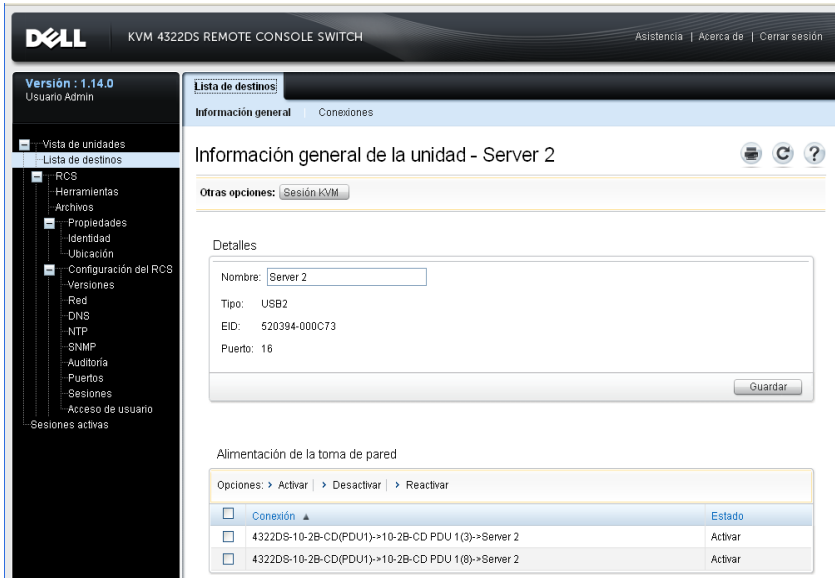 DELL KVM 4322DS REMOTE CONSOLE SWITCH Asistencia | Acerca de | Cerrar sesión
Versión : 1.14.0
Usuario Admin
Lista de destinos
Información general Conexiones
Vista de unidades
Lista de destinos
RCS
Herramientas
Archivos
Propiedades
Identidad
Ubicación
Configuración del RCS
Versiones
Red
DNS
NTP
SNMP
Auditoría
Puertos
Sesiones
Acceso de usuario
Sesiones activas
Información general de la unidad - Server 2
Otras opciones: Sesión KVM
Detalles
Nombre: Server 2
Tipo: USB2
EID: 520394-000C73
Puerto: 16
Guardar
Alimentación de la toma de pared
Opciones: > Activar | > Desactivar | > Reactivar
Conexión ▲ Estado
4322DS-10-2B-CD(PDU1)->10-2B-CD PDU 1(3)->Server 2 Activar
4322DS-10-2B-CD(PDU1)->10-2B-CD PDU 1(8)->Server 2 Activar